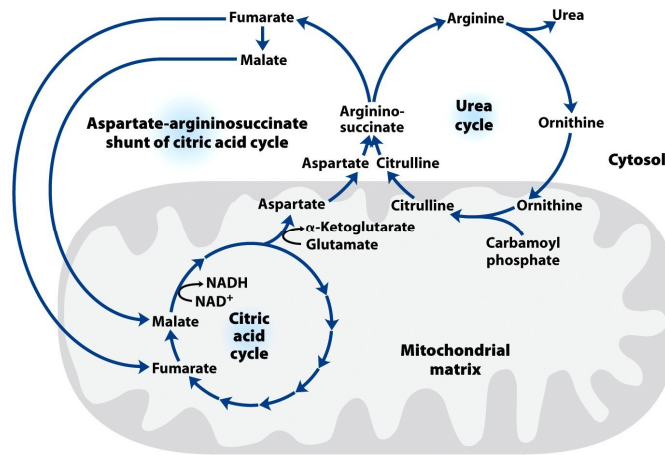 Fumarate
Arginine
Urea
Malate
Aspartate-argininosuccinate
shunt of citric acid cycle
Arginino-
succinate
Urea
cycle
Ornithine
Cytosol
Aspartate
Citrulline
Aspartate
Citrulline
Ornithine
α-Ketoglutarate
Glutamate
Carbamoyl
phosphate
NADH
NAD⁺
Malate
Citric
acid
cycle
Mitochondrial
matrix
Fumarate